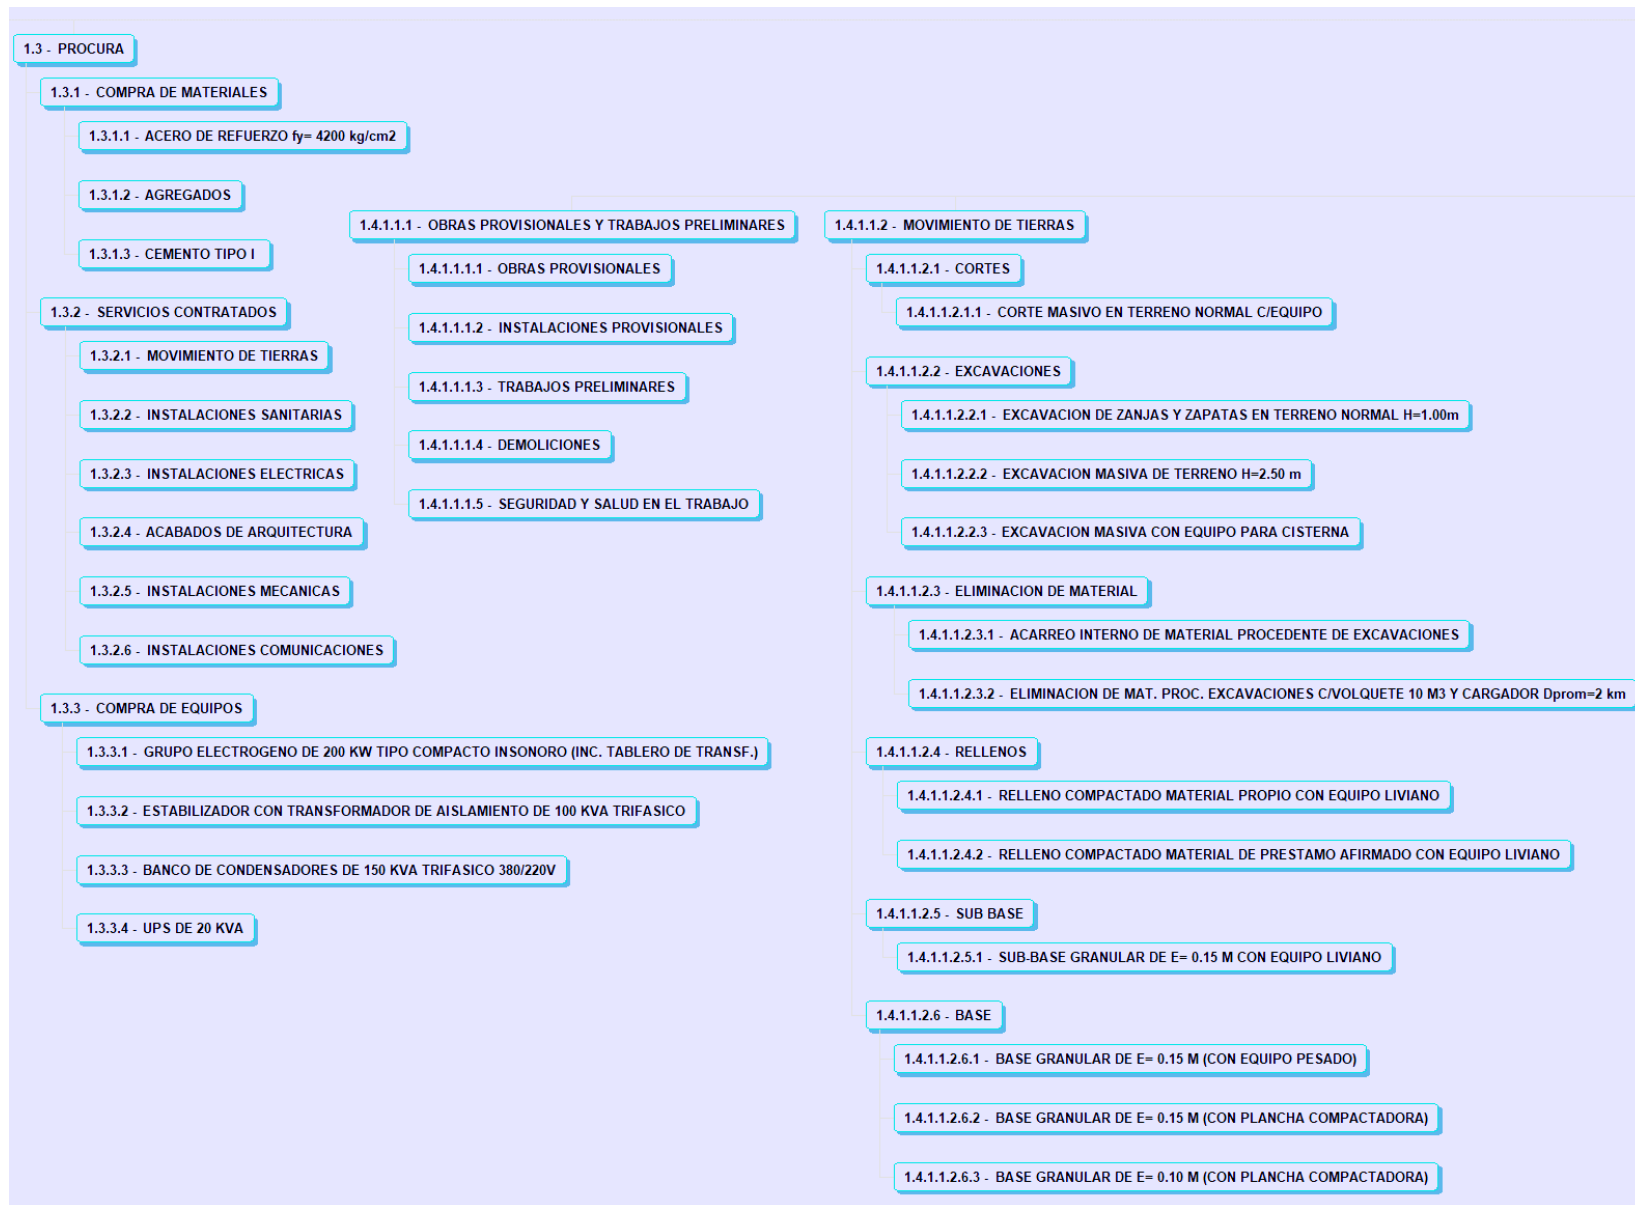 1.3 - PROCURA
1.3.1 - COMPRA DE MATERIALES
1.3.1.1 - ACERO DE REFUERZO fy= 4200 kg/cm2
1.3.1.2 - AGREGADOS
1.3.1.3 - CEMENTO TIPO I
1.3.2 - SERVICIOS CONTRATADOS
1.3.2.1 - MOVIMIENTO DE TIERRAS
1.3.2.2 - INSTALACIONES SANITARIAS
1.3.2.3 - INSTALACIONES ELECTRICAS
1.3.2.4 - ACABADOS DE ARQUITECTURA
1.3.2.5 - INSTALACIONES MECANICAS
1.3.2.6 - INSTALACIONES COMUNICACIONES
1.3.3 - COMPRA DE EQUIPOS
1.3.3.1 - GRUPO ELECTROGENO DE 200 KW TIPO COMPACTO INSONORO (INC. TABLERO DE TRANSF.)
1.3.3.2 - ESTABILIZADOR CON TRANSFORMADOR DE AISLAMIENTO DE 100 KVA TRIFASICO
1.3.3.3 - BANCO DE CONDENSADORES DE 150 KVA TRIFASICO 380/220V
1.3.3.4 - UPS DE 20 KVA
1.4.1.1.1 - OBRAS PROVISIONALES Y TRABAJOS PRELIMINARES
1.4.1.1.1.1 - OBRAS PROVISIONALES
1.4.1.1.1.2 - INSTALACIONES PROVISIONALES
1.4.1.1.1.3 - TRABAJOS PRELIMINARES
1.4.1.1.1.4 - DEMOLICIONES
1.4.1.1.1.5 - SEGURIDAD Y SALUD EN EL TRABAJO
1.4.1.1.2 - MOVIMIENTO DE TIERRAS
1.4.1.1.2.1 - CORTES
1.4.1.1.2.1.1 - CORTE MASIVO EN TERRENO NORMAL C/EQUIPO
1.4.1.1.2.2 - EXCAVACIONES
1.4.1.1.2.2.1 - EXCAVACION DE ZANJAS Y ZAPATAS EN TERRENO NORMAL H=1.00m
1.4.1.1.2.2.2 - EXCAVACION MASIVA DE TERRENO H=2.50 m
1.4.1.1.2.2.3 - EXCAVACION MASIVA CON EQUIPO PARA CISTERNA
1.4.1.1.2.3 - ELIMINACION DE MATERIAL
1.4.1.1.2.3.1 - ACARREO INTERNO DE MATERIAL PROCEDENTE DE EXCAVACIONES
1.4.1.1.2.3.2 - ELIMINACION DE MAT. PROC. EXCAVACIONES C/VOLQUETE 10 M3 Y CARGADOR Dprom=2 km
1.4.1.1.2.4 - RELLENOS
1.4.1.1.2.4.1 - RELLENO COMPACTADO MATERIAL PROPIO CON EQUIPO LIVIANO
1.4.1.1.2.4.2 - RELLENO COMPACTADO MATERIAL DE PRESTAMO AFIRMADO CON EQUIPO LIVIANO
1.4.1.1.2.5 - SUB BASE
1.4.1.1.2.5.1 - SUB-BASE GRANULAR DE E= 0.15 M CON EQUIPO LIVIANO
1.4.1.1.2.6 - BASE
1.4.1.1.2.6.1 - BASE GRANULAR DE E= 0.15 M (CON EQUIPO PESADO)
1.4.1.1.2.6.2 - BASE GRANULAR DE E= 0.15 M (CON PLANCHA COMPACTADORA)
1.4.1.1.2.6.3 - BASE GRANULAR DE E= 0.10 M (CON PLANCHA COMPACTADORA)